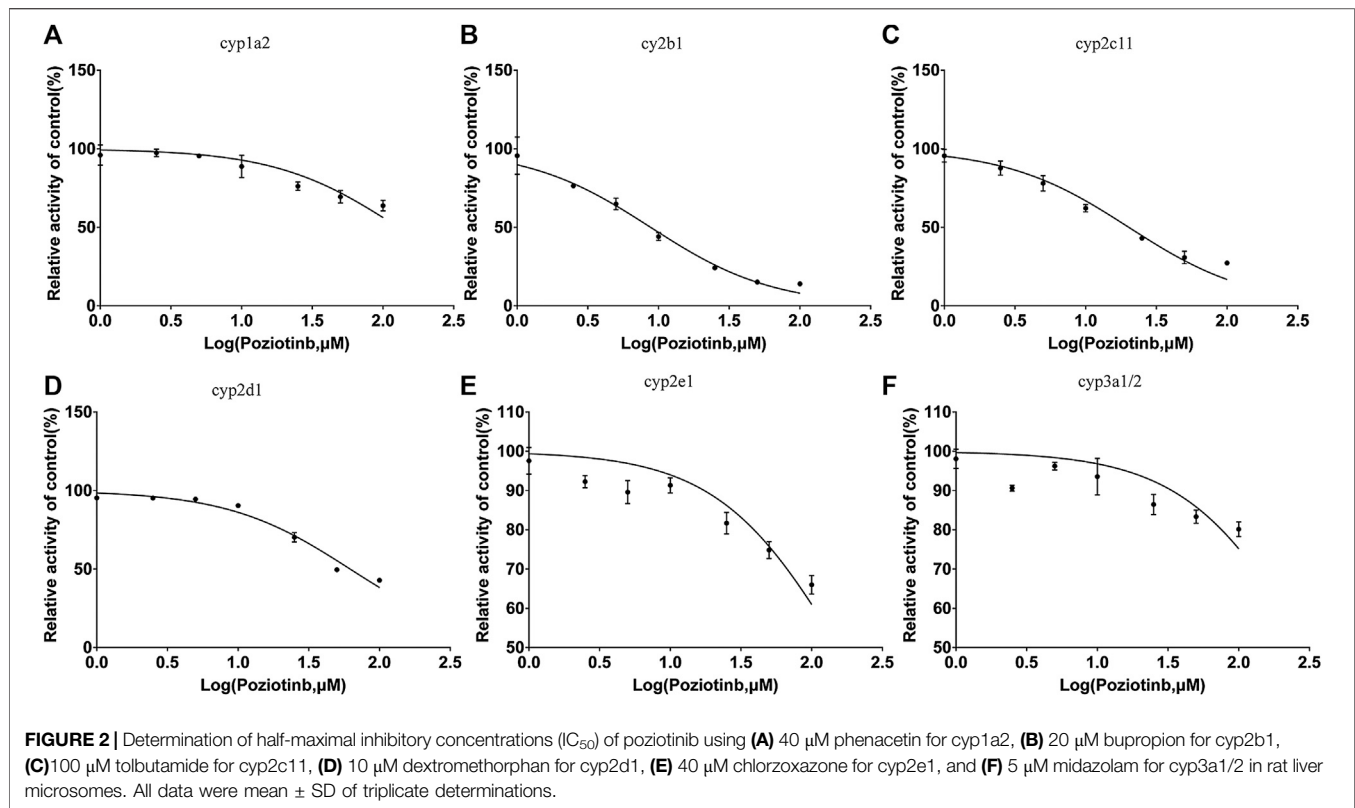 A
cyp1a2
Relative activity of control(%)
150
100
50
0
0.0 0.5 1.0 1.5 2.0 2.5
Log(Poziotinb,μM)
B
cy2b1
Relative activity of control(%)
150
100
50
0
0.0 0.5 1.0 1.5 2.0 2.5
Log(Poziotinb,μM)
C
cyp2c11
Relative activity of control(%)
150
100
50
0
0.0 0.5 1.0 1.5 2.0 2.5
Log(Poziotinb,μM)
D
cyp2d1
Relative activity of control(%)
150
100
50
0
0.0 0.5 1.0 1.5 2.0 2.5
Log(Poziotinb,μM)
E
cyp2e1
Relative activity of control(%)
110
100
90
80
70
60
50
0.0 0.5 1.0 1.5 2.0 2.5
Log(Poziotinb,μM)
F
cyp3a1/2
Relative activity of control(%)
110
100
90
80
70
60
50
0.0 0.5 1.0 1.5 2.0 2.5
Log(Poziotinb,μM)
FIGURE 2 | Determination of half-maximal inhibitory concentrations (IC50) of poziotinib using (A) 40 μM phenacetin for cyp1a2, (B) 20 μM bupropion for cyp2b1,
(C)100 μM tolbutamide for cyp2c11, (D) 10 μM dextromethorphan for cyp2d1, (E) 40 μM chlorzoxazone for cyp2e1, and (F) 5 μM midazolam for cyp3a1/2 in rat liver
microsomes. All data were mean ± SD of triplicate determinations.